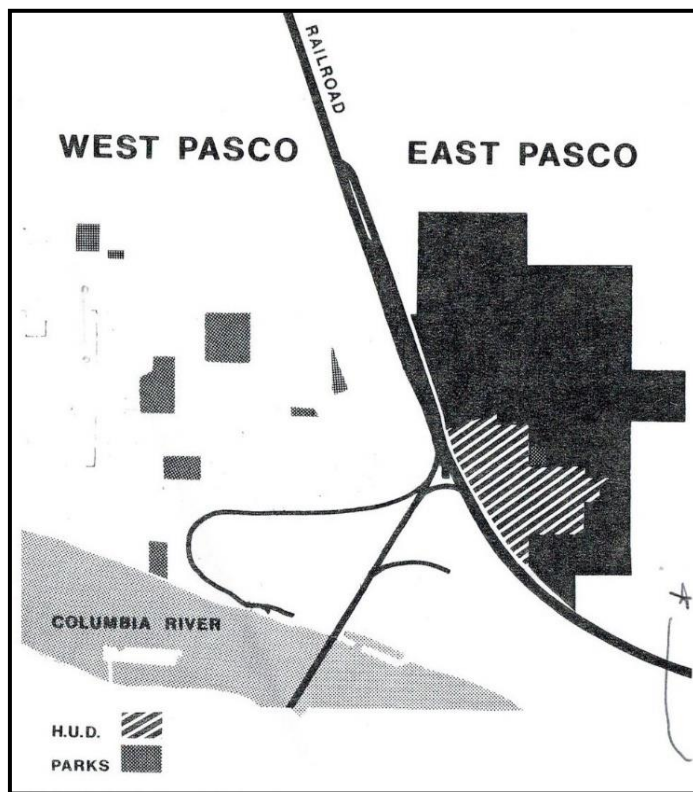 RAILROAD
WEST PASCO
EAST PASCO
COLUMBIA RIVER
H.U.D.
PARKS